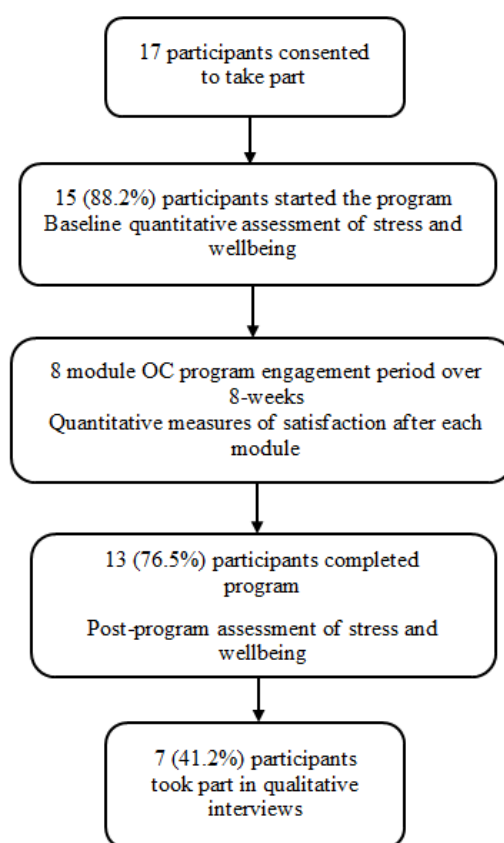 17 participants consented
to take part
15 (88.2%) participants started the program
Baseline quantitative assessment of stress and
wellbeing
8 module OC program engagement period over
8-weeks
Quantitative measures of satisfaction after each
module
13 (76.5%) participants completed
program
Post-program assessment of stress and
wellbeing
7 (41.2%) participants
took part in qualitative
interviews